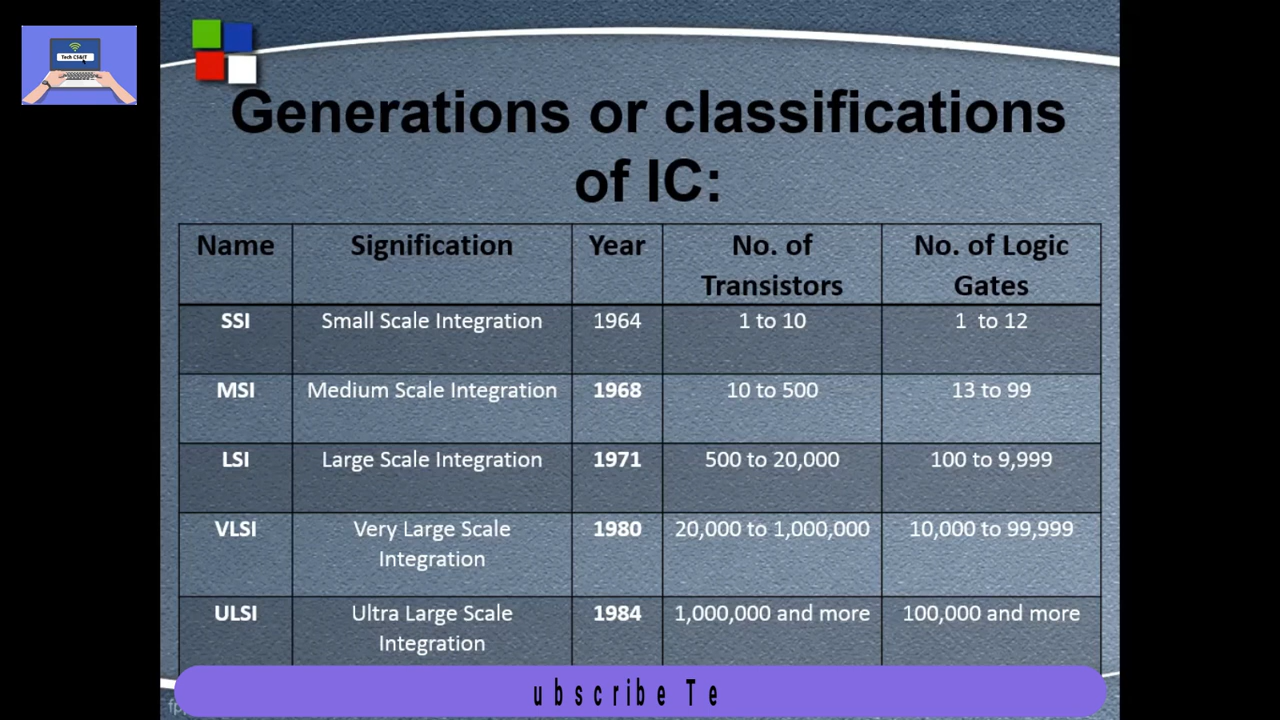 Tech CS&IT
Generations or classifications
of IC:
Name Signification Year No. of Transistors No. of Logic Gates
SSI Small Scale Integration 1964 1 to 10 1 to 12
MSI Medium Scale Integration 1968 10 to 500 13 to 99
LSI Large Scale Integration 1971 500 to 20,000 100 to 9,999
VLSI Very Large Scale Integration 1980 20,000 to 1,000,000 10,000 to 99,999
ULSI Ultra Large Scale Integration 1984 1,000,000 and more 100,000 and more
ubscribe Te